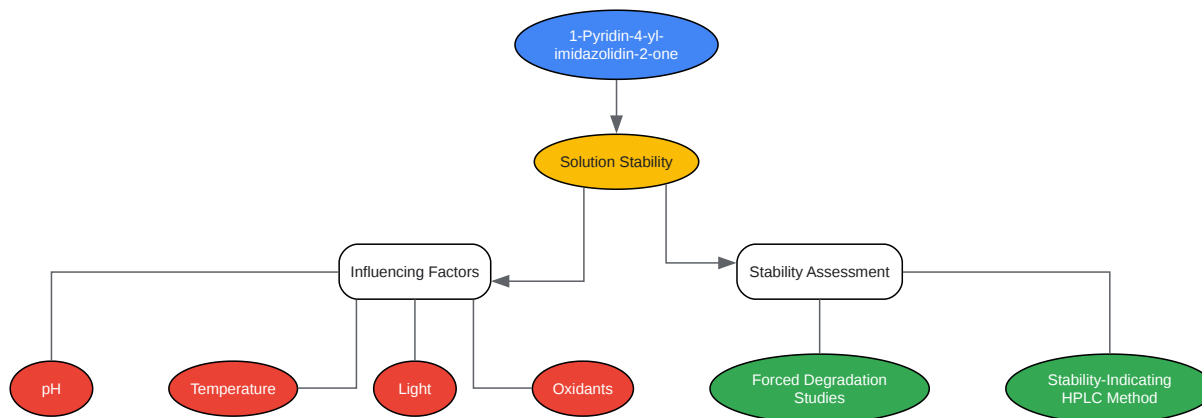 1-Pyridin-4-yl-
imidazolidin-2-one
Solution Stability
Influencing Factors
Stability Assessment
pH
Temperature
Light
Oxidants
Forced Degradation
Studies
Stability-Indicating
HPLC Method